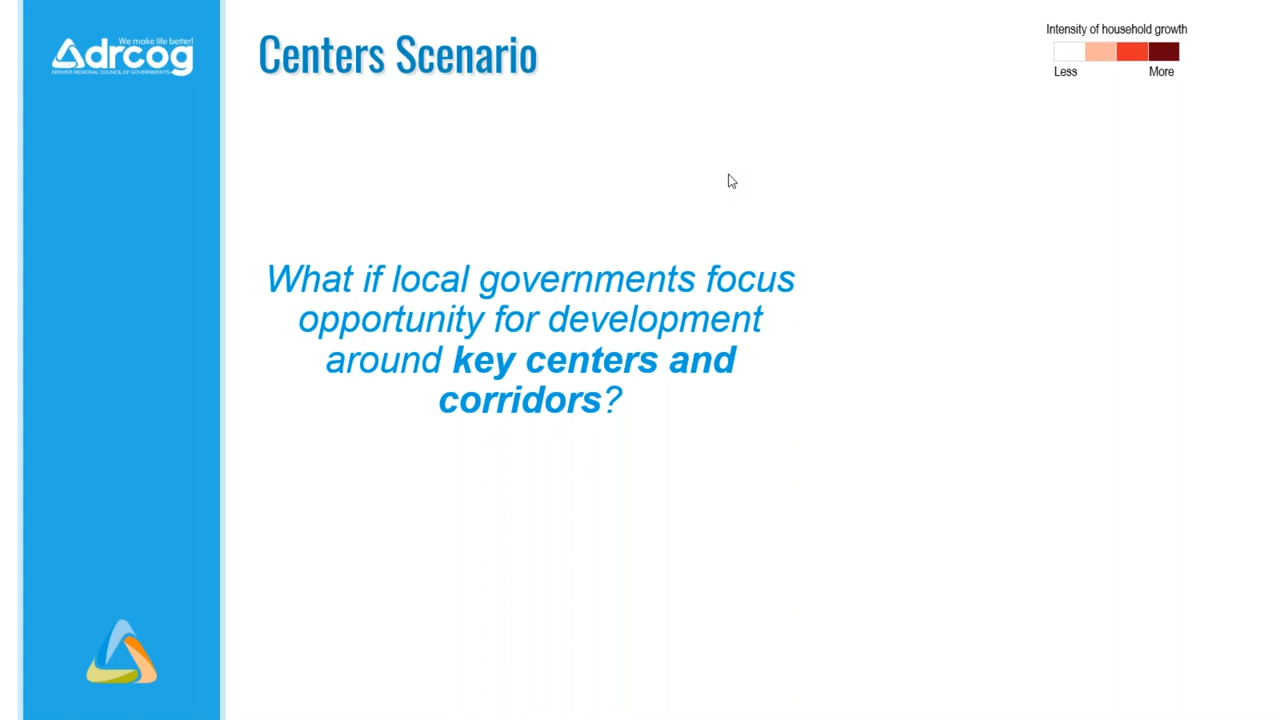 We make life better!
drcog
DENVER REGIONAL COUNCIL OF GOVERNMENTS
Centers Scenario
Intensity of household growth
Less More
What if local governments focus
opportunity for development
around key centers and
corridors?